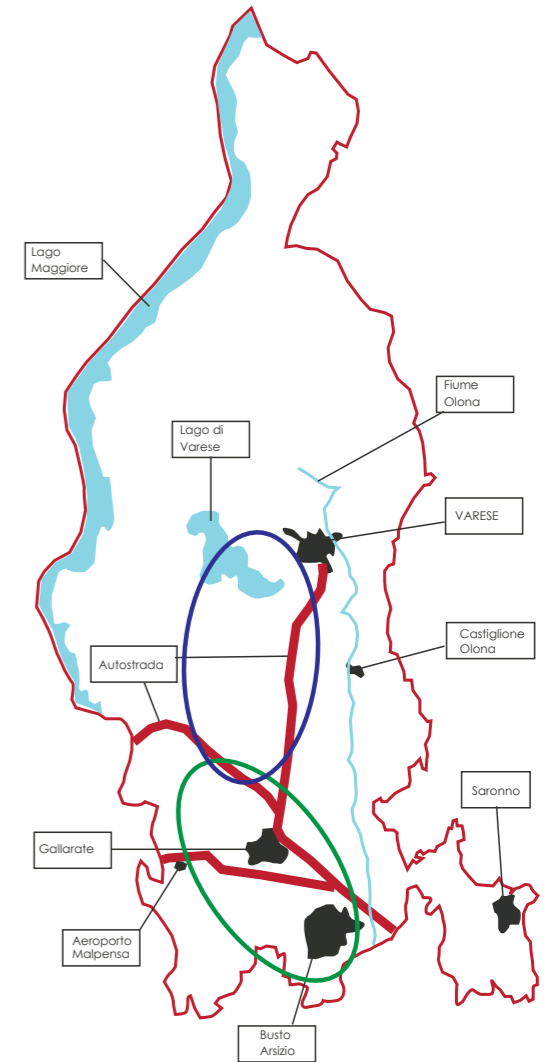 Lago
Maggiore
Fiume
Olona
Lago di
Varese
VARESE
Castiglione
Olona
Autostrada
Saronno
Gallarate
Aeroporto
Malpensa
Busto
Arsizio